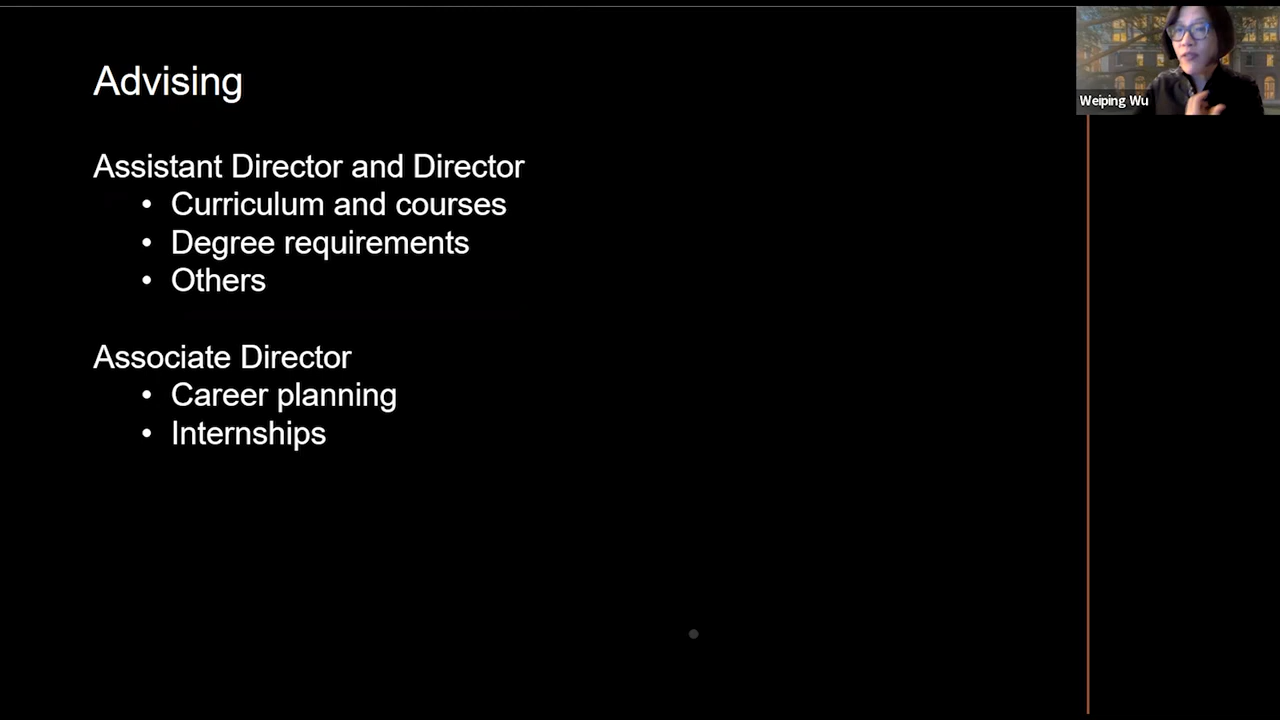 Advising
Weiping Wu
Assistant Director and Director
• Curriculum and courses
• Degree requirements
• Others
Associate Director
• Career planning
• Internships